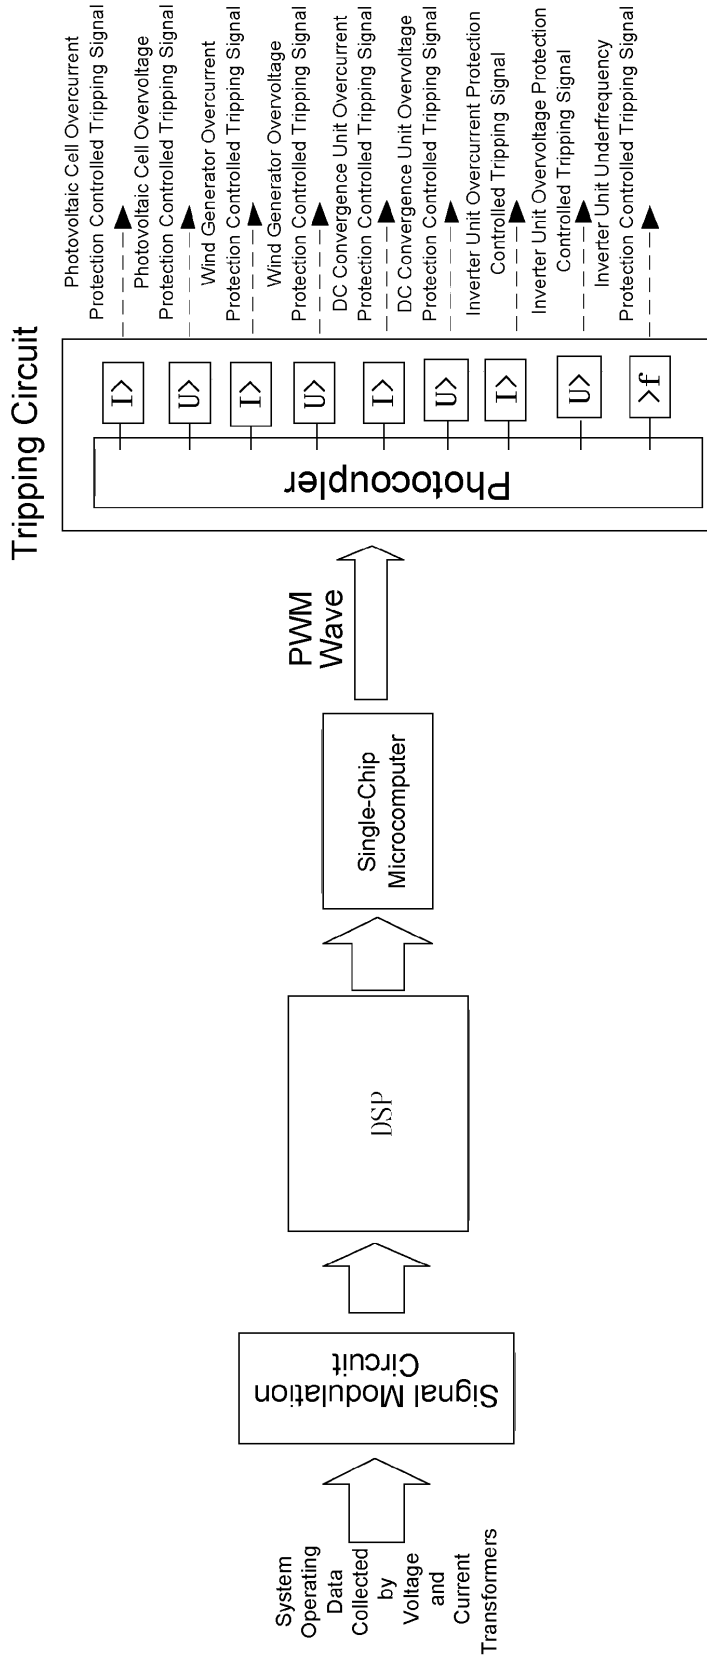 Tripping Circuit
Photovoltaic Cell Overcurrent
Protection Controlled Tripping Signal
Photovoltaic Cell Overvoltage
Protection Controlled Tripping Signal
Wind Generator Overcurrent
Protection Controlled Tripping Signal
Wind Generator Overvoltage
Protection Controlled Tripping Signal
DC Convergence Unit Overcurrent
Protection Controlled Tripping Signal
DC Convergence Unit Overvoltage
Protection Controlled Tripping Signal
Inverter Unit Overcurrent Protection
Controlled Tripping Signal
Inverter Unit Overvoltage Protection
Controlled Tripping Signal
Inverter Unit Underfrequency
Protection Controlled Tripping Signal
I>
U>
I>
U>
I>
U>
I>
U>
>f
Photocoupler
PWM
Wave
Single-Chip
Microcomputer
DSP
Signal Modulation
Circuit
System
Operating
Data
Collected
by
Voltage
and
Current
Transformers